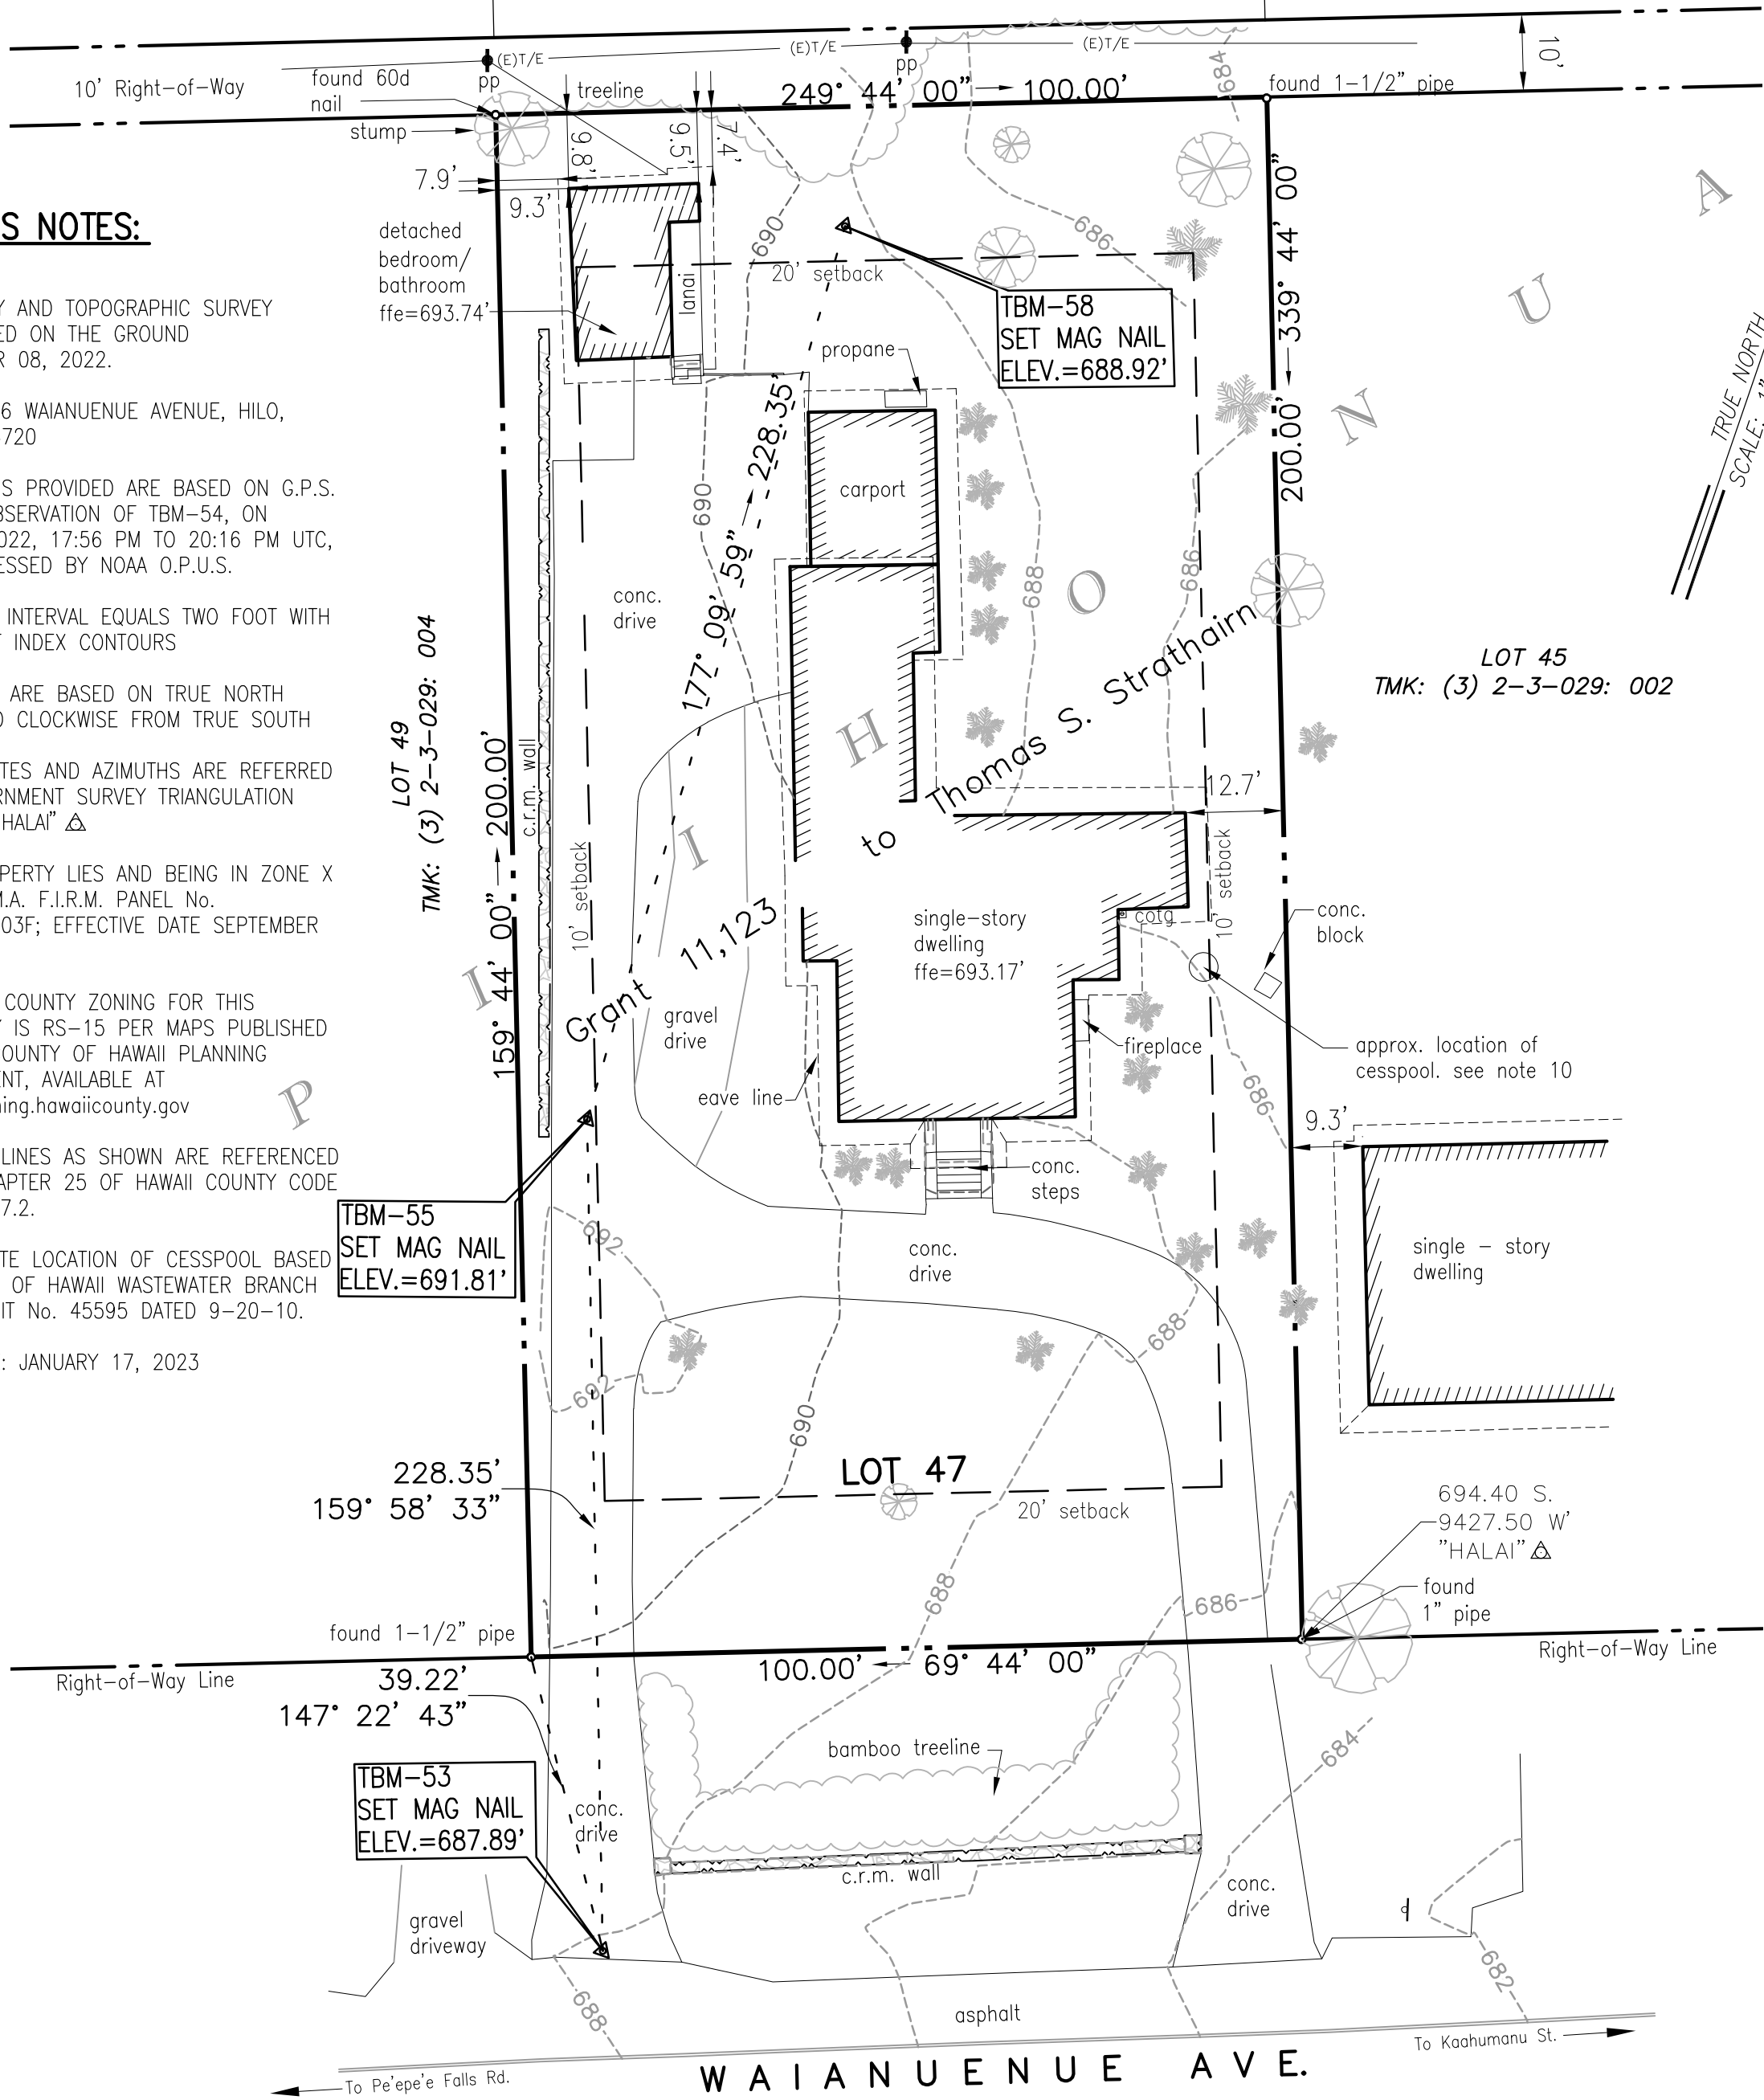 10' Right-of-Way
found 60d
nail
stump
(E)T/E
pp
treeline
(E)T/E
pp
(E)T/E
249° 44' 00" 100.00'
684
found 1-1/2" pipe
10'
S NOTES:
Y AND TOPOGRAPHIC SURVEY
ED ON THE GROUND
R 08, 2022.
6 WAIANUENUE AVENUE, HILO,
720
S PROVIDED ARE BASED ON G.P.S.
BSERVATION OF TBM-54, ON
022, 17:56 PM TO 20:16 PM UTC,
ESSED BY NOAA O.P.U.S.
INTERVAL EQUALS TWO FOOT WITH
T INDEX CONTOURS
ARE BASED ON TRUE NORTH
D CLOCKWISE FROM TRUE SOUTH
TES AND AZIMUTHS ARE REFERRED
ERNMENT SURVEY TRIANGULATION
HALAI"
PERTY LIES AND BEING IN ZONE X
M.A. F.I.R.M. PANEL No.
03F; EFFECTIVE DATE SEPTEMBER
COUNTY ZONING FOR THIS
Y IS RS-15 PER MAPS PUBLISHED
OUNTY OF HAWAII PLANNING
ENT, AVAILABLE AT
ning.hawaiicounty.gov
LINES AS SHOWN ARE REFERENCED
APTER 25 OF HAWAII COUNTY CODE
7.2.
TE LOCATION OF CESSPOOL BASED
OF HAWAII WASTEWATER BRANCH
IT No. 45595 DATED 9-20-10.
: JANUARY 17, 2023
7.9'
9.3'
9.8'
9.5'
7.4'
detached
bedroom/
bathroom
ffe=693.74'
lanai
690
20' setback
686
TBM-58
SET MAG NAIL
ELEV.=688.92'
propane
carport
339° 44' 00"
200.00'
TRUE NORTH
SCALE: 1"
P I I H O N U A
690
177° 09' 59" 228.35'
conc.
drive
688
686
LOT 49
TMK: (3) 2-3-029: 004
c.r.m. wall
10' setback
159° 44' 00" 200.00'
LOT 45
TMK: (3) 2-3-029: 002
Grant 11,123 to Thomas S. Strathairn
12.7'
10' setback
single-story
dwelling
ffe=693.17'
cotg
conc.
block
gravel
drive
eave line
fireplace
approx. location of
cesspool. see note 10
686
9.3'
conc.
steps
TBM-55
SET MAG NAIL
ELEV.=691.81'
692
conc.
drive
single - story
dwelling
688
692
690
228.35'
159° 58' 33"
LOT 47
20' setback
694.40 S.
9427.50 W'
"HALAI"
688
686
found
1" pipe
found 1-1/2" pipe
Right-of-Way Line
39.22'
147° 22' 43"
100.00' 69° 44' 00"
Right-of-Way Line
bamboo treeline
684
TBM-53
SET MAG NAIL
ELEV.=687.89'
conc.
drive
c.r.m. wall
conc.
drive
gravel
driveway
688
682
asphalt
To Pe'epe'e Falls Rd.
WAIANUENUE AVE.
To Kaahumanu St.